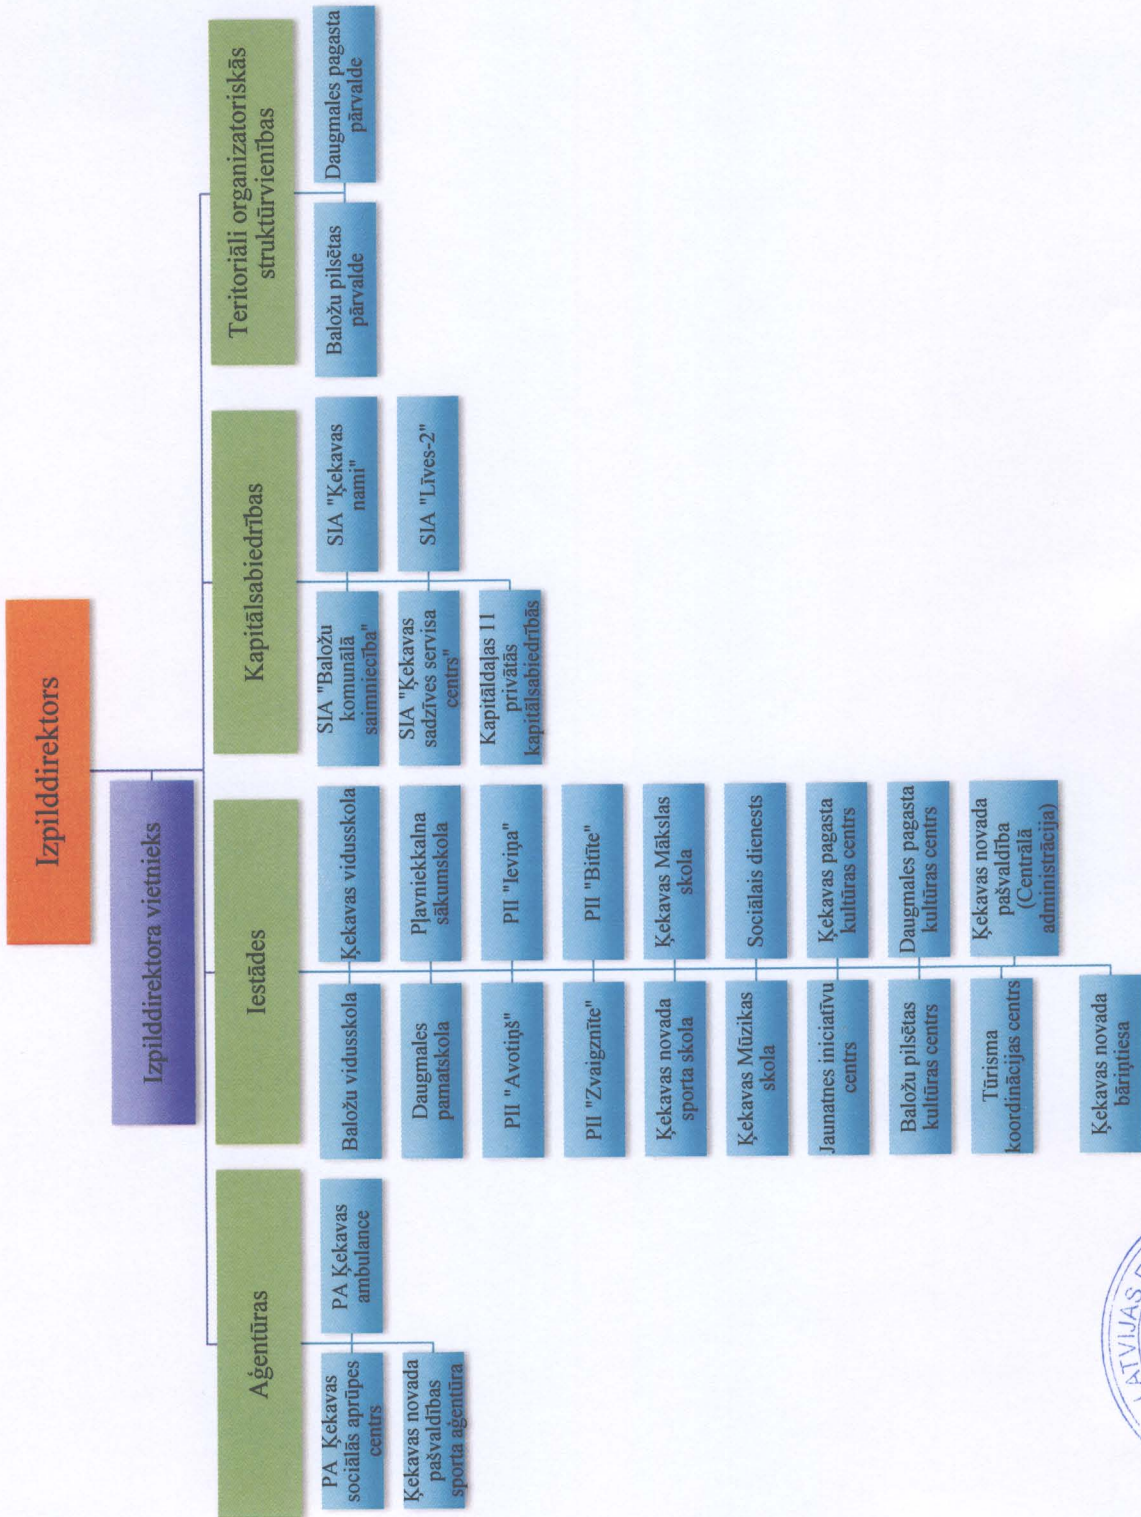 Izpilddirektors
Izpilddirektora vietnieks
Aģentūras
PA Ķekavas
sociālās aprūpes
centrs
PA Ķekavas
ambulance
Ķekavas novada
pašvaldības
sporta aģentūra
Iestādes
Baložu vidusskola
Ķekavas vidusskola
Daugmales
pamatskola
Pļavniekkalna
sākumskola
PII "Avotiņš"
PII "Ieviņa"
PII "Zvaigznīte"
PII "Bitīte"
Ķekavas novada
sporta skola
Ķekavas Mākslas
skola
Ķekavas Mūzikas
skola
Sociālais dienests
Jaunatnes iniciatīvu
centrs
Ķekavas pagasta
kultūras centrs
Baložu pilsētas
kultūras centrs
Daugmales pagasta
kultūras centrs
Tūrisma
koordinācijas centrs
Ķekavas novada
pašvaldība
(Centrālā
administrācija)
Ķekavas novada
bāriņtiesa
Kapitālsabiedrības
SIA "Baložu
komunālā
saimniecība"
SIA "Ķekavas
nami"
SIA "Ķekavas
sadzīves servisa
centrs"
SIA "Līves-2"
Kapitāldaļas 11
privātās
kapitālsabiedrībās
Teritoriāli organizatoriskās
struktūrvienības
Baložu pilsētas
pārvalde
Daugmales pagasta
pārvalde
LATVIJAS